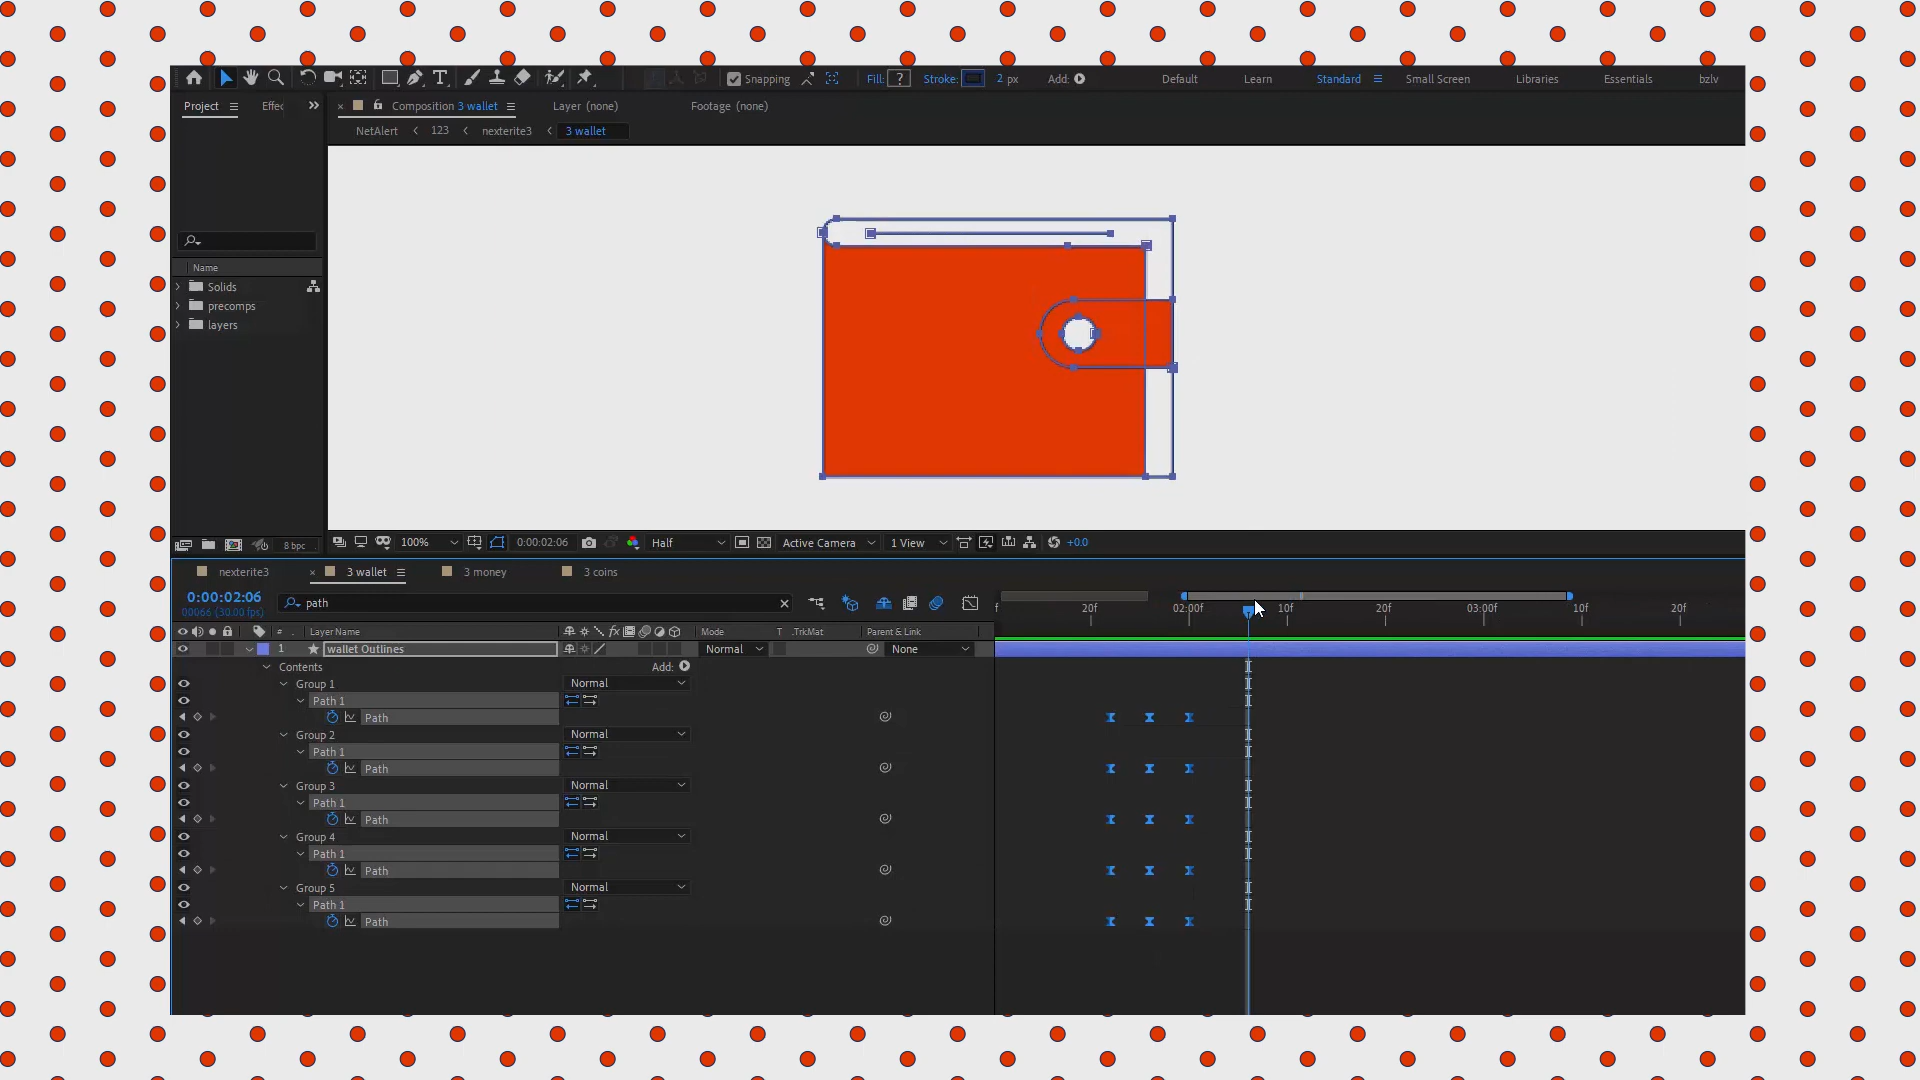 Snapping Fill: ? Stroke: 2 px Add: Default Learn Standard Small Screen Libraries Essentials bzlv
Project Effec × Composition 3 wallet Layer (none) Footage (none)
NetAlert 123 nexterite3 3 wallet
Name
Solids
precomps
layers
8 bpc 100% 0:00:02:06 Half Active Camera 1 View +0.0
nexterite3 × 3 wallet 3 money 3 coins
0:00:02:06 path
00066 (30.00 fps)
f 20f 02:00f 10f 20f 03:00f 10f 20f
# . Layer Name fx Mode T .TrkMat Parent & Link
1 wallet Outlines Normal None
Contents Add:
Group 1 Normal
Path 1
Path
Group 2 Normal
Path 1
Path
Group 3 Normal
Path 1
Path
Group 4 Normal
Path 1
Path
Group 5 Normal
Path 1
Path